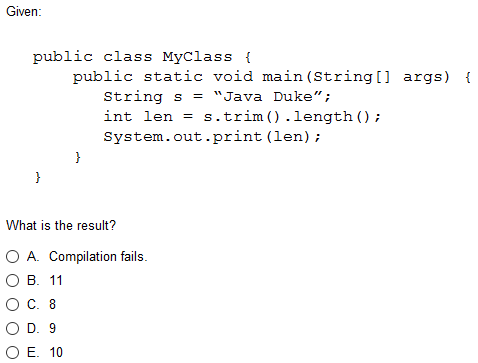 Given:
public class MyClass {
public static void main(String[] args) {
String s = “Java Duke”;
int len = s.trim().length();
System.out.print(len);
}
}
What is the result?
A. Compilation fails.
B. 11
C. 8
D. 9
E. 10